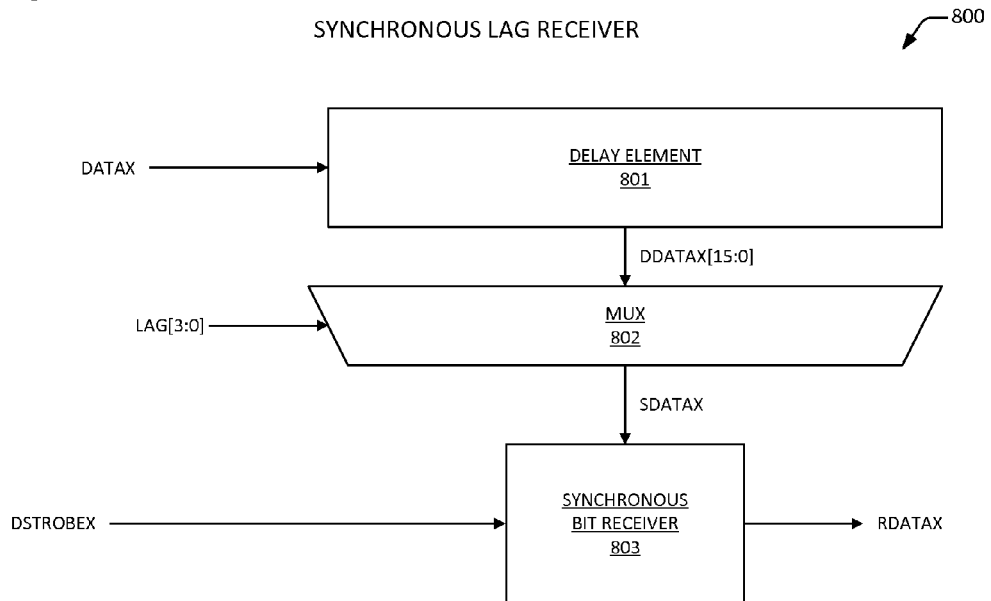 SYNCHRONOUS LAG RECEIVER
800
DELAY ELEMENT
801
DATAX
DDATAX[15:0]
MUX
802
LAG[3:0]
SDATAX
SYNCHRONOUS
BIT RECEIVER
803
DSTROBEX
RDATAX